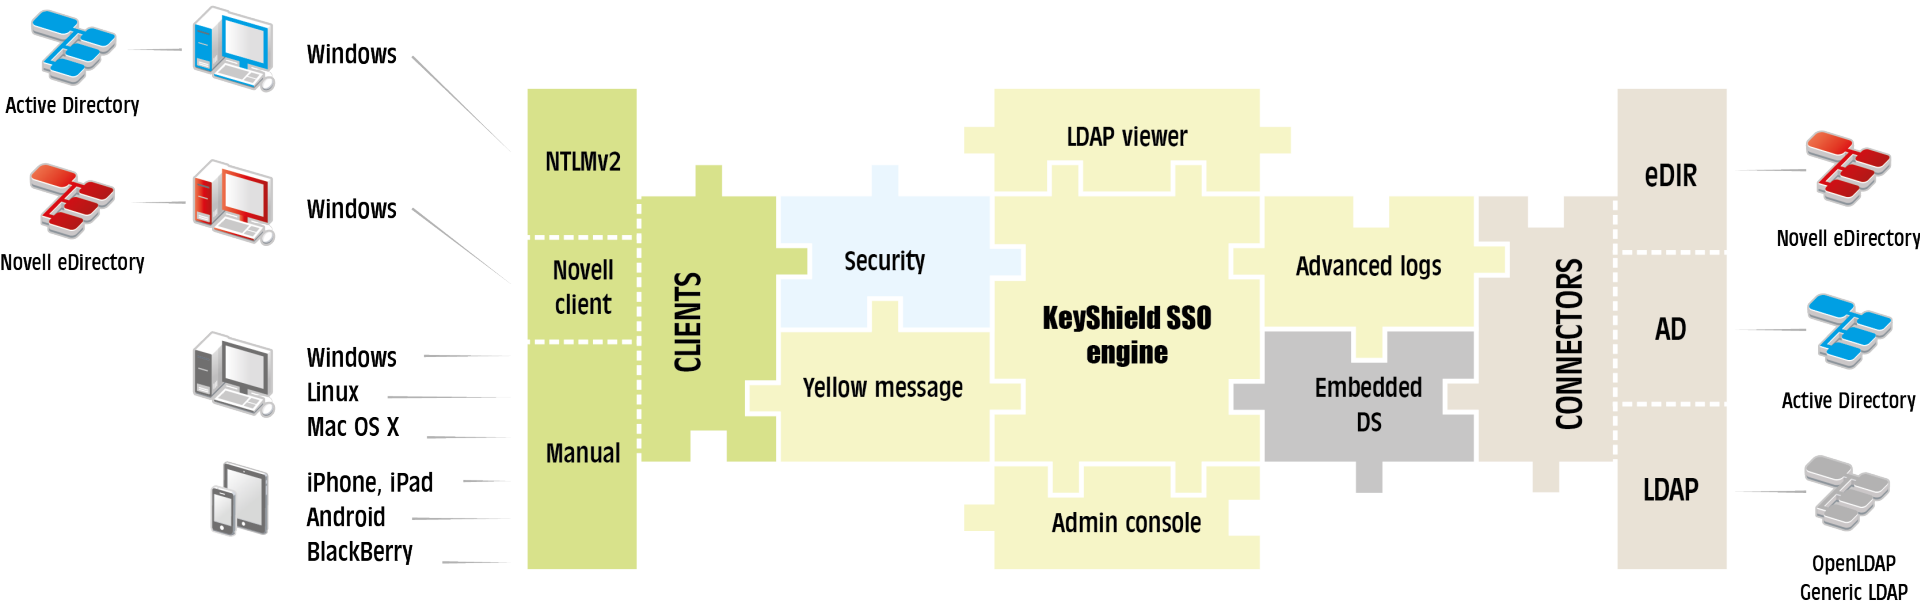 Active Directory
Windows
Novell eDirectory
Windows
Windows
Linux
Mac OS X
iPhone, iPad
Android
BlackBerry
NTLMv2
Novell
client
Manual
CLIENTS
Security
Yellow message
LDAP viewer
KeyShield SSO
engine
Admin console
Advanced logs
Embedded
DS
CONNECTORS
eDIR
AD
LDAP
Novell eDirectory
Active Directory
OpenLDAP
Generic LDAP